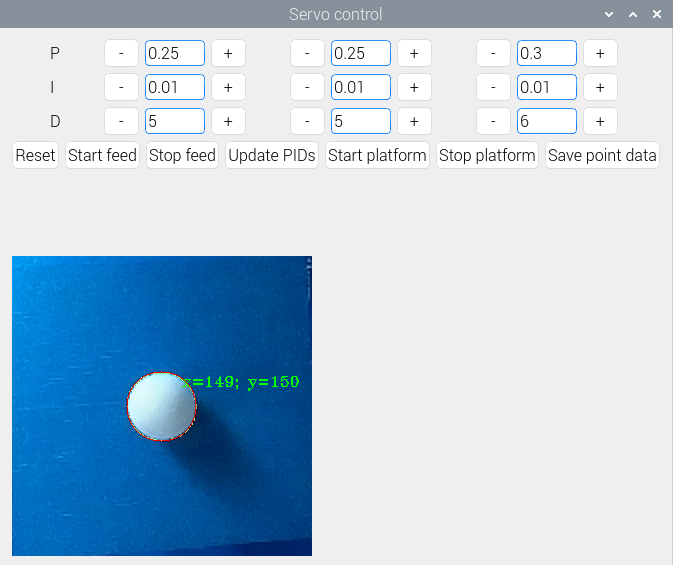 Servo control
P - 0.25 + - 0.25 + - 0.3 +
I - 0.01 + - 0.01 + - 0.01 +
D - 5 + - 5 + - 6 +
Reset Start feed Stop feed Update PIDs Start platform Stop platform Save point data
x=149; y=150